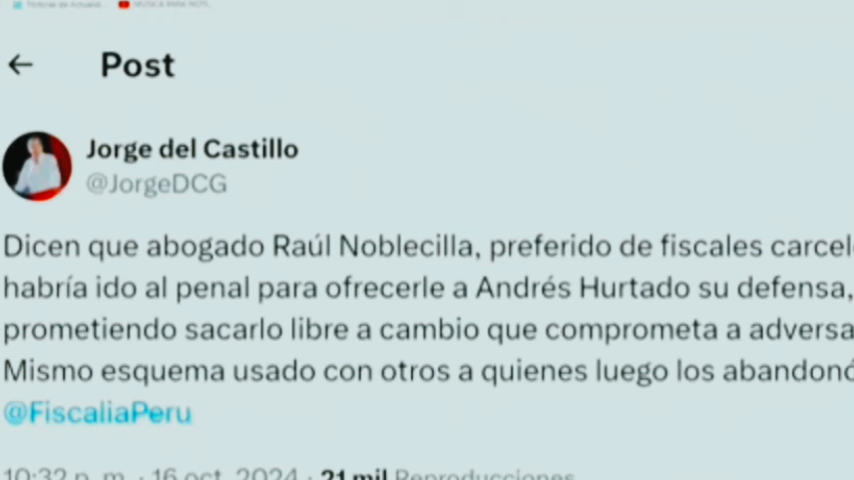 Post
Jorge del Castillo
@JorgeDCG
Dicen que abogado Raúl Noblecilla, preferido de fiscales carcel
habría ido al penal para ofrecerle a Andrés Hurtado su defensa,
prometiendo sacarlo libre a cambio que comprometa a adversa
Mismo esquema usado con otros a quienes luego los abandonó
@FiscaliaPeru
10:32 p. m. · 16 oct. 2024 · 21 mil Reproducciones